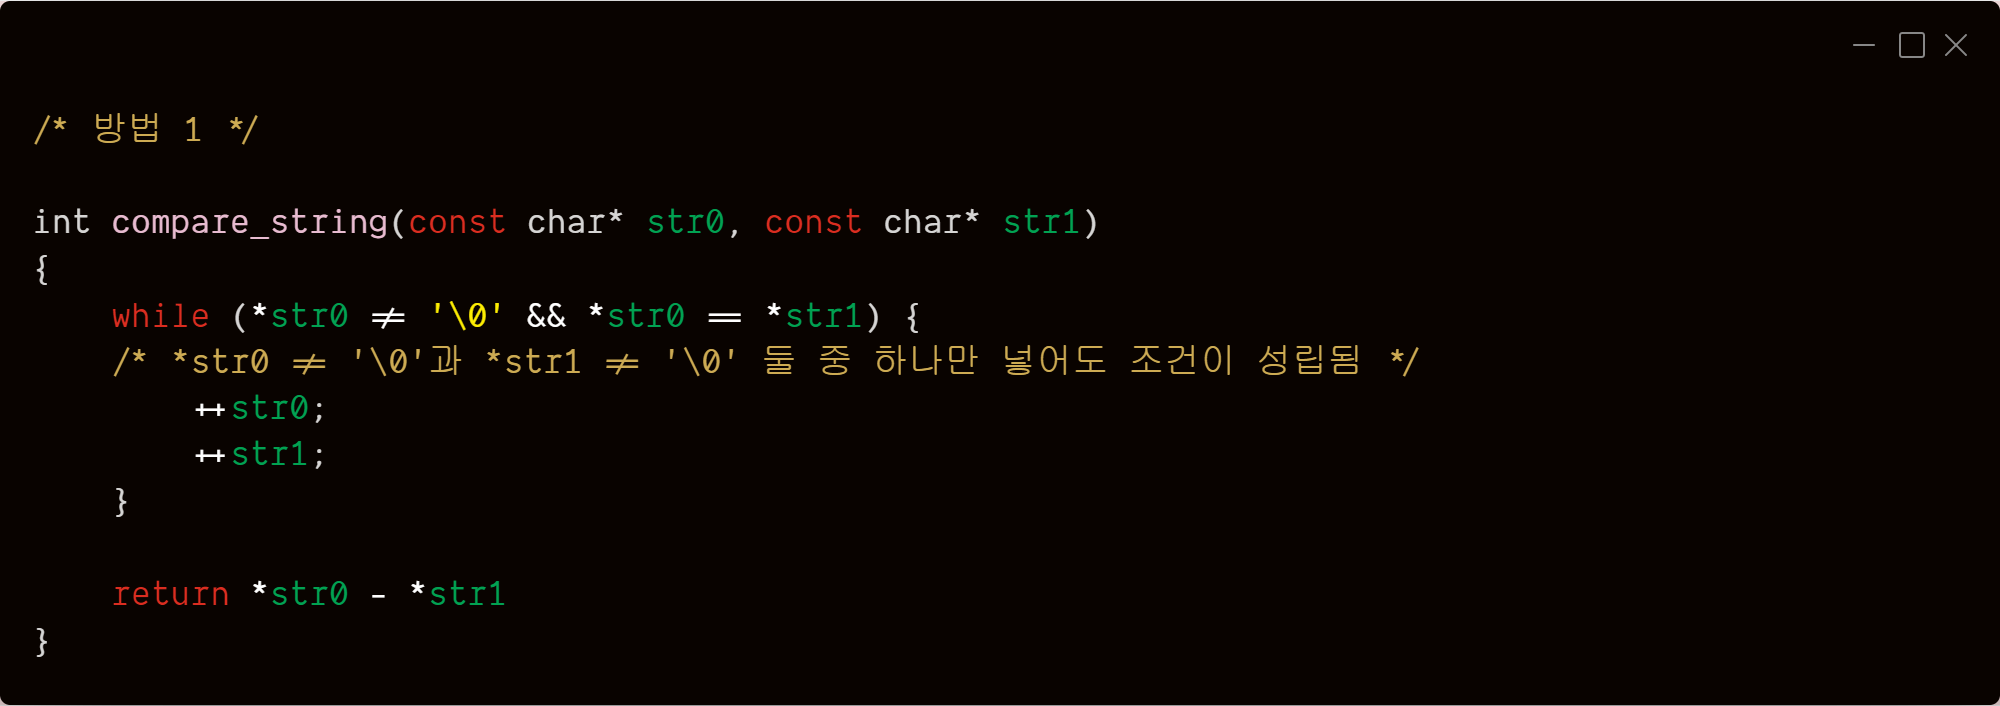 /* 방법 1 */
int compare_string(const char* str0, const char* str1)
{
    while (*str0 != '\0' && *str0 == *str1) {
    /* *str0 != '\0'과 *str1 != '\0' 둘 중 하나만 넣어도 조건이 성립됨 */
        ++str0;
        ++str1;
    }
    return *str0 - *str1
}